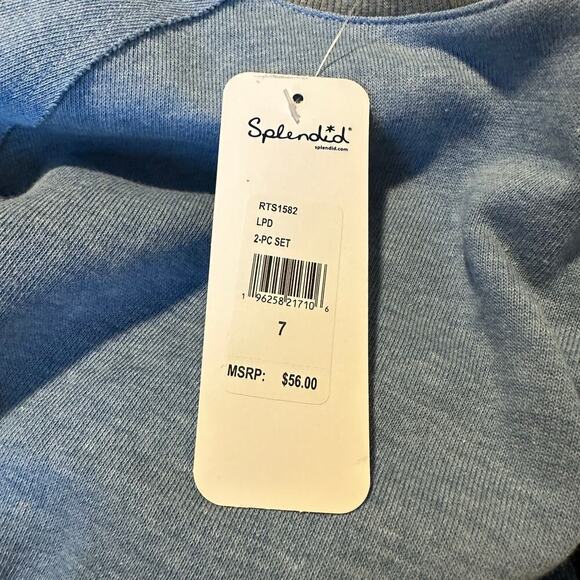 Splendid®
splendid.com
RTS1582
LPD
2-PC SET
1 96258 21710 6
7
MSRP: $56.00